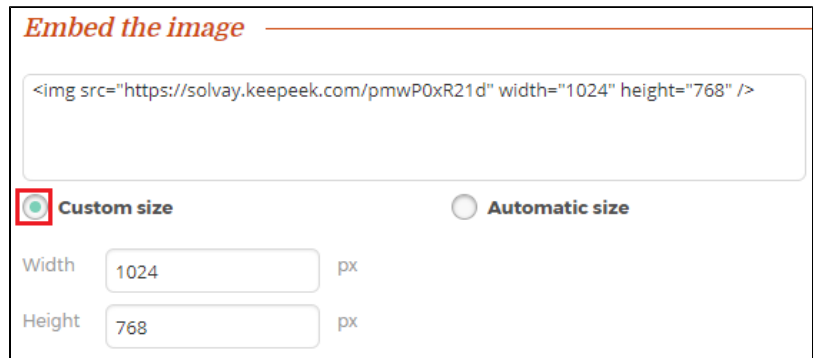 Embed the image
<img src="https://solvay.keepeek.com/pmwP0xR21d" width="1024" height="768" />
Custom size Automatic size
Width 1024 px
Height 768 px